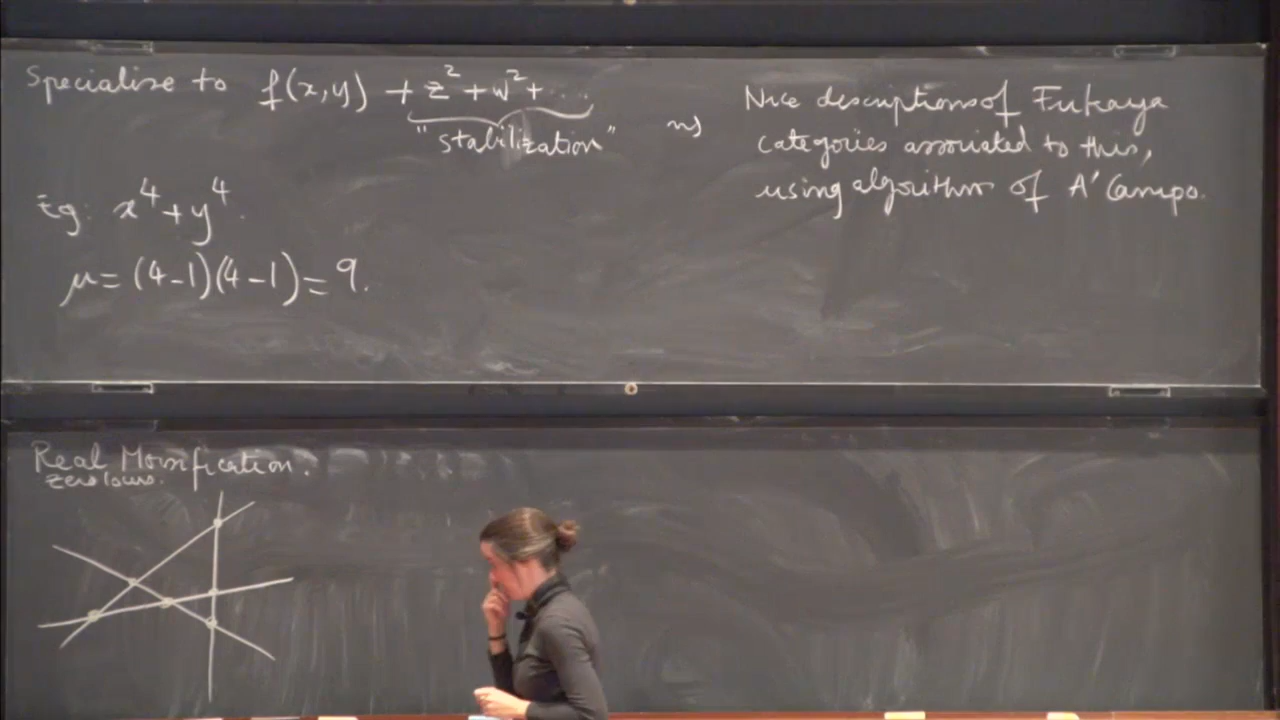 Specialise to f(x,y) + z² + w² + ....
"stabilization"
⇝ Nice descriptions of Fukaya
categories associated to this,
using algorithm of A'Campo.
Eg: x⁴ + y⁴.
μ = (4-1)(4-1) = 9.
Real Morsification.
zero locus.